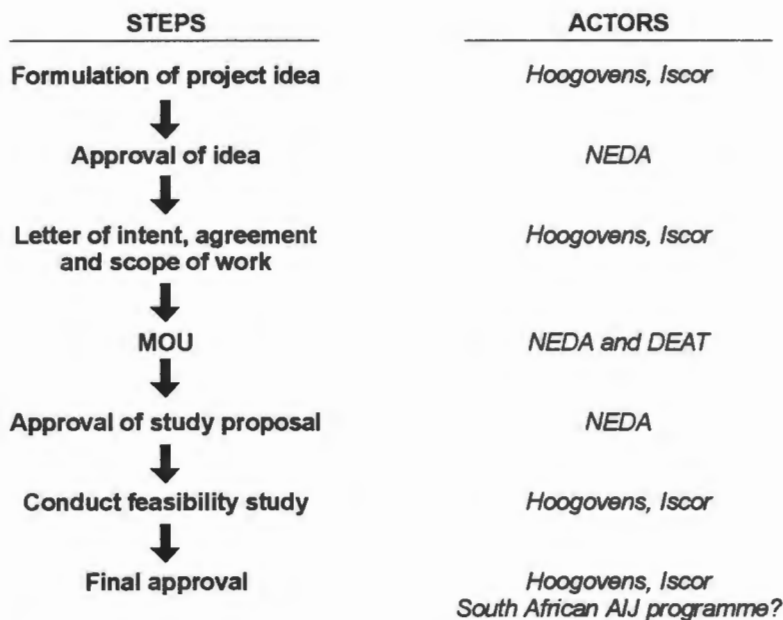 STEPS ACTORS
Formulation of project idea Hoogovens, Iscor
Approval of idea NEDA
Letter of intent, agreement Hoogovens, Iscor
and scope of work
MOU NEDA and DEAT
Approval of study proposal NEDA
Conduct feasibility study Hoogovens, Iscor
Final approval Hoogovens, Iscor
South African AIJ programme?